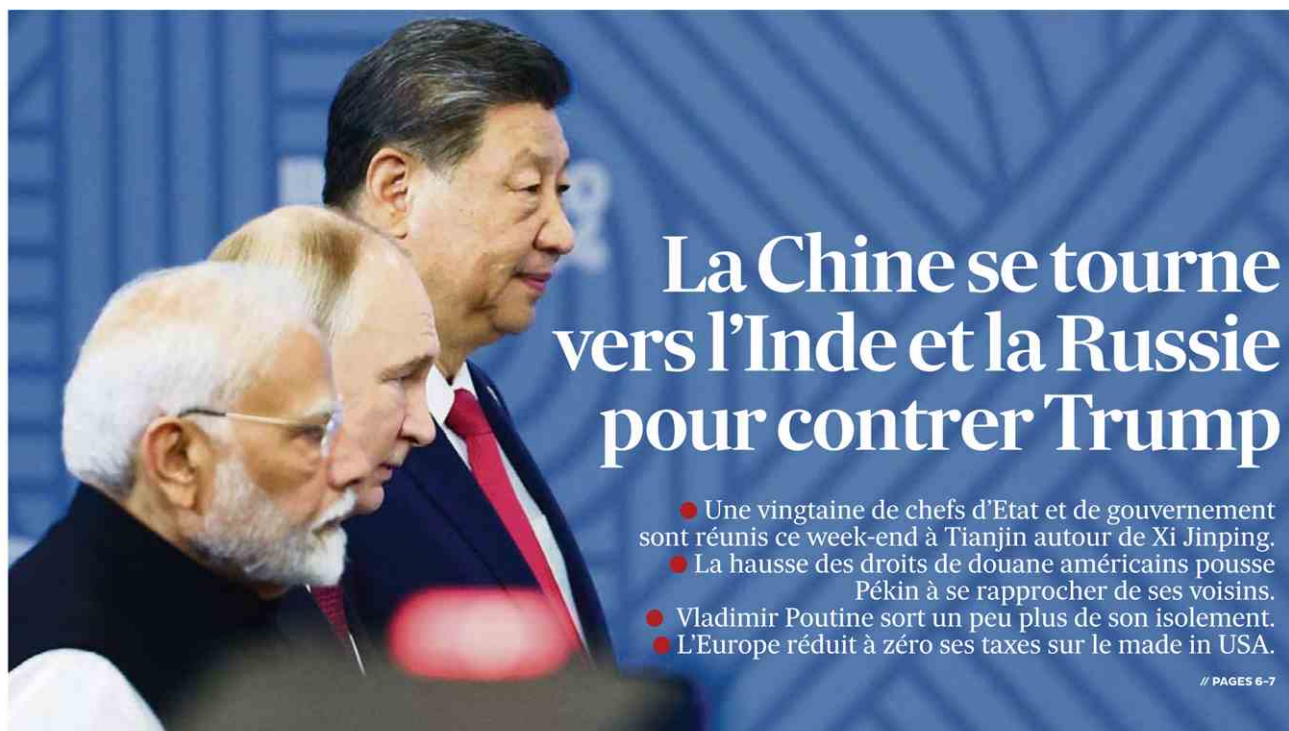 La Chine se tourne
vers l’Inde et la Russie
pour contrer Trump
● Une vingtaine de chefs d’Etat et de gouvernement
sont réunis ce week-end à Tianjin autour de Xi Jinping.
● La hausse des droits de douane américains pousse
Pékin à se rapprocher de ses voisins.
● Vladimir Poutine sort un peu plus de son isolement.
● L’Europe réduit à zéro ses taxes sur le made in USA.
// PAGES 6-7